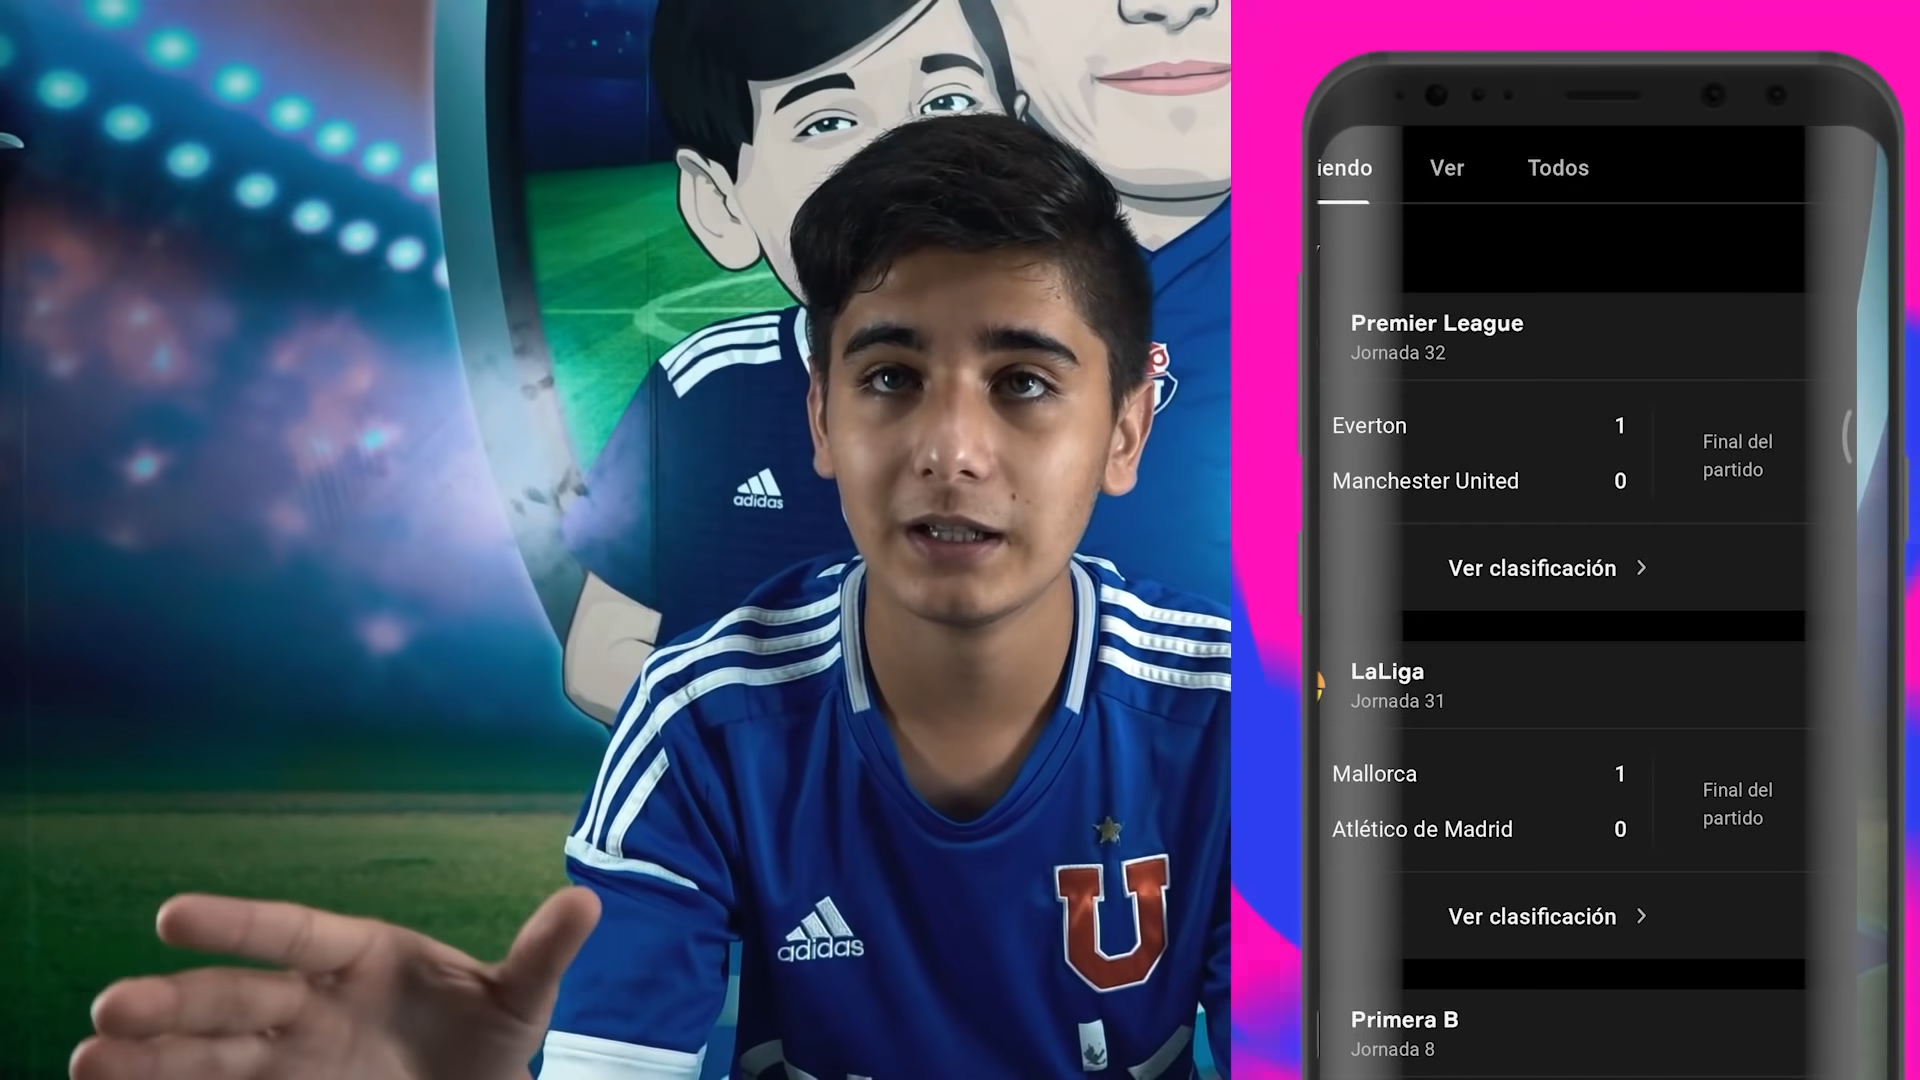 adidas
adidas
U
iendo Ver Todos
Premier League
Jornada 32
Everton 1
Final del
partido
Manchester United 0
Ver clasificación
LaLiga
Jornada 31
Mallorca 1
Final del
partido
Atlético de Madrid 0
Ver clasificación
Primera B
Jornada 8